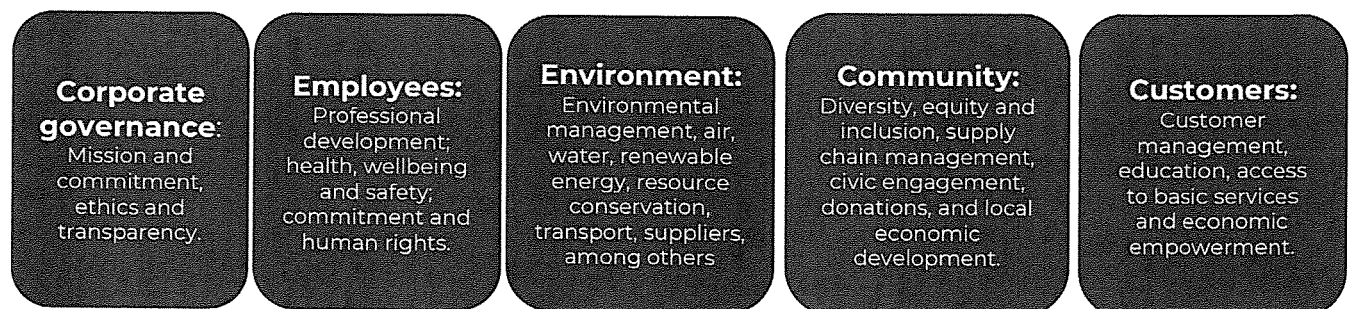 Corporate
governance:
Mission and
commitment,
ethics and
transparency.
Employees:
Professional
development;
health, wellbeing
and safety;
commitment and
human rights.
Environment:
Environmental
management, air,
water, renewable
energy, resource
conservation,
transport, suppliers,
among others
Community:
Diversity, equity and
inclusion, supply
chain management,
civic engagement,
donations, and local
economic
development.
Customers:
Customer
management,
education, access
to basic services
and economic
empowerment.